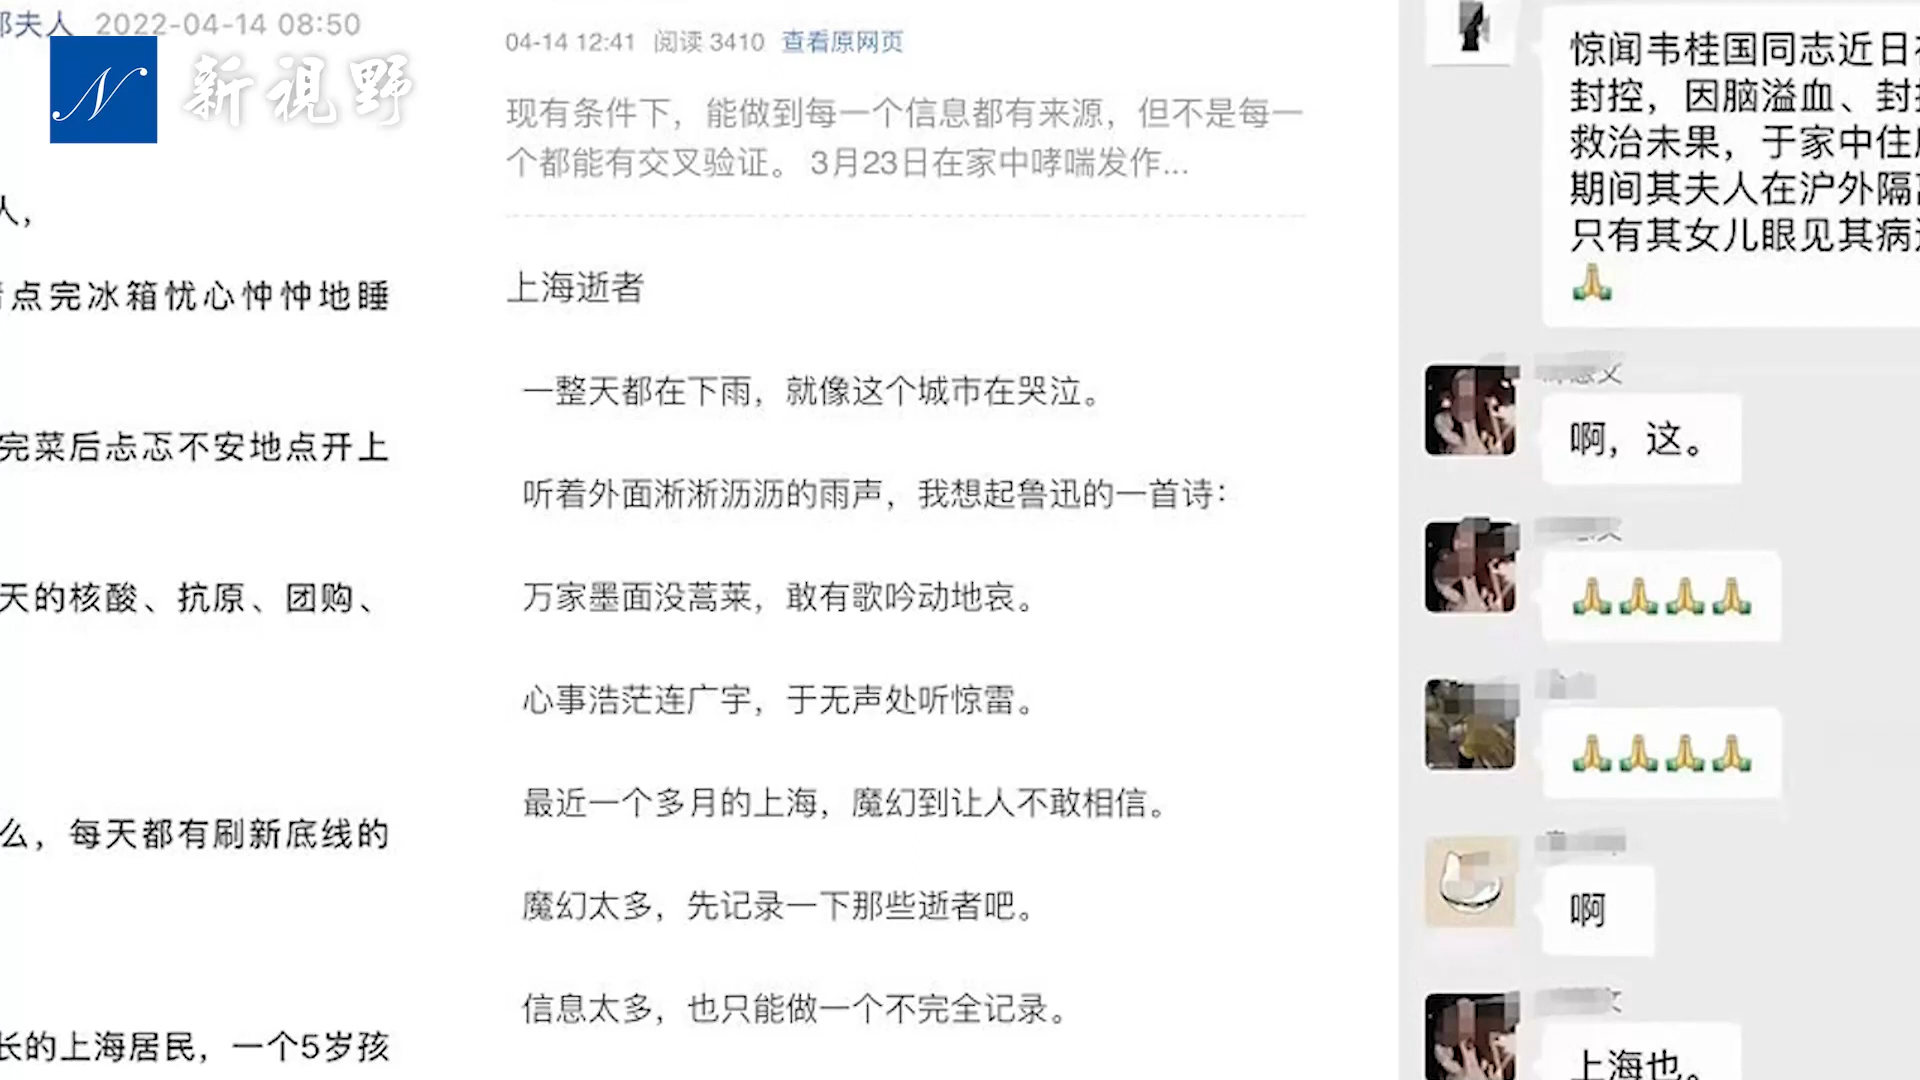 郎夫人 2022-04-14 08:50
N 新視野
人，
点完冰箱忧心忡忡地睡
完菜后忐忑不安地点开上
天的核酸、抗原、团购、
么，每天都有刷新底线的
长的上海居民，一个5岁孩
04-14 12:41 阅读 3410 查看原网页
现有条件下，能做到每一个信息都有来源，但不是每一
个都能有交叉验证。 3月23日在家中哮喘发作...
上海逝者
一整天都在下雨，就像这个城市在哭泣。
听着外面淅淅沥沥的雨声，我想起鲁迅的一首诗：
万家墨面没蒿莱，敢有歌吟动地哀。
心事浩茫连广宇，于无声处听惊雷。
最近一个多月的上海，魔幻到让人不敢相信。
魔幻太多，先记录一下那些逝者吧。
信息太多，也只能做一个不完全记录。
惊闻韦桂国同志近日在
封控，因脑溢血、封控
救治未果，于家中住
期间其夫人在沪外隔离
只有其女儿眼见其病
🙏
啊，这。
🙏🙏🙏🙏
🙏🙏🙏🙏
啊
上海也。